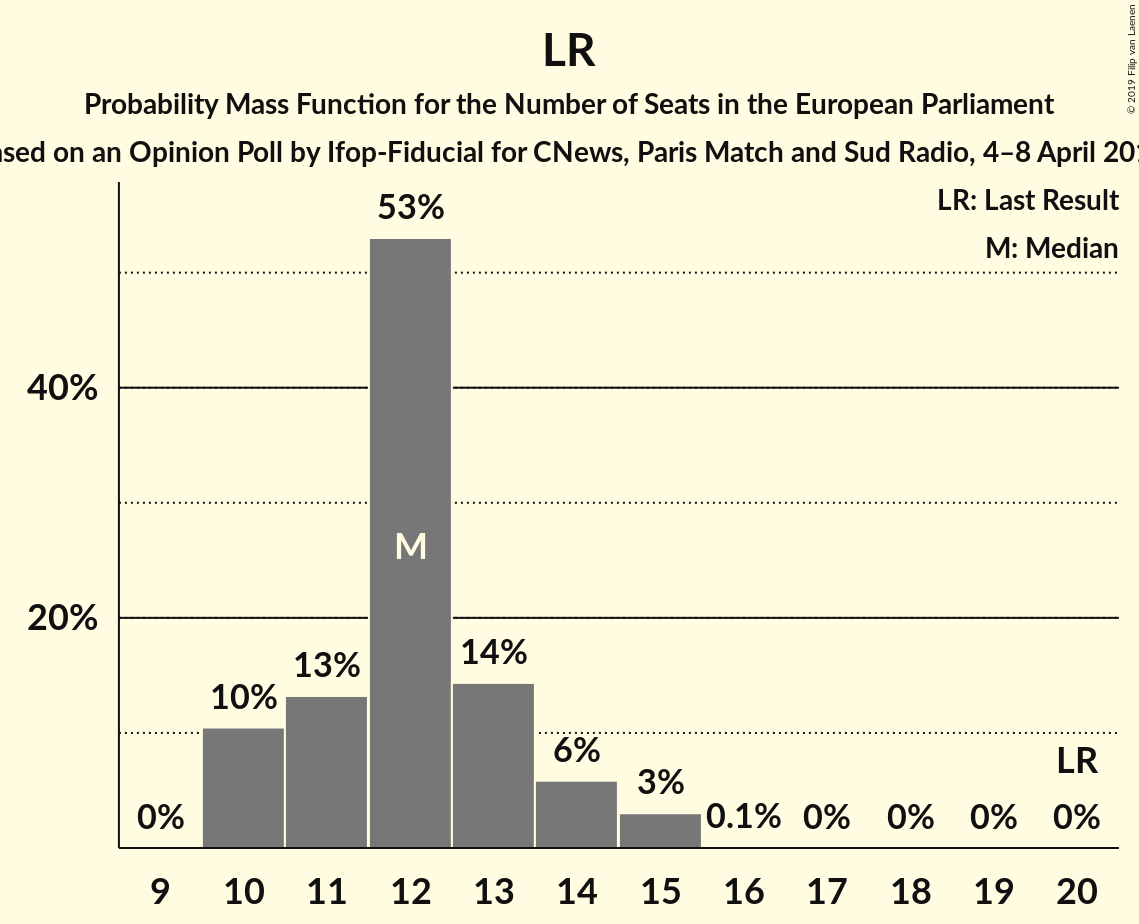 © 2019 Filip van Laenen
LR
Probability Mass Function for the Number of Seats in the European Parliament
on an Opinion Poll by Ifop-Fiducial for CNews, Paris Match and Sud Radio, 4–8 April
LR: Last Result
M: Median
53%
40%
M
20%
14%
13%
10%
6%
LR
3%
0%
0.1%
0%
0%
0%
0%
9 10 11 12 13 14 15 16 17 18 19 20